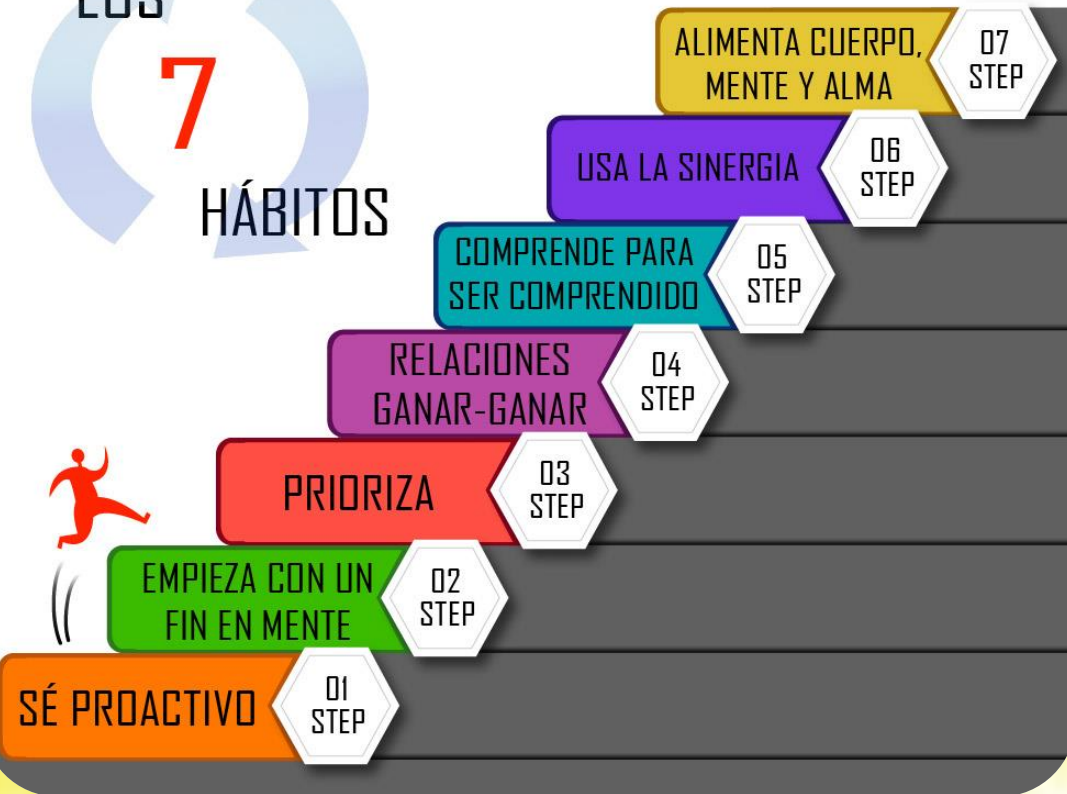 LOS
7
HÁBITOS
ALIMENTA CUERPO,
MENTE Y ALMA
07
STEP
USA LA SINERGIA
06
STEP
COMPRENDE PARA
SER COMPRENDIDO
05
STEP
RELACIONES
GANAR-GANAR
04
STEP
PRIORIZA
03
STEP
EMPIEZA CON UN
FIN EN MENTE
02
STEP
SÉ PROACTIVO
01
STEP